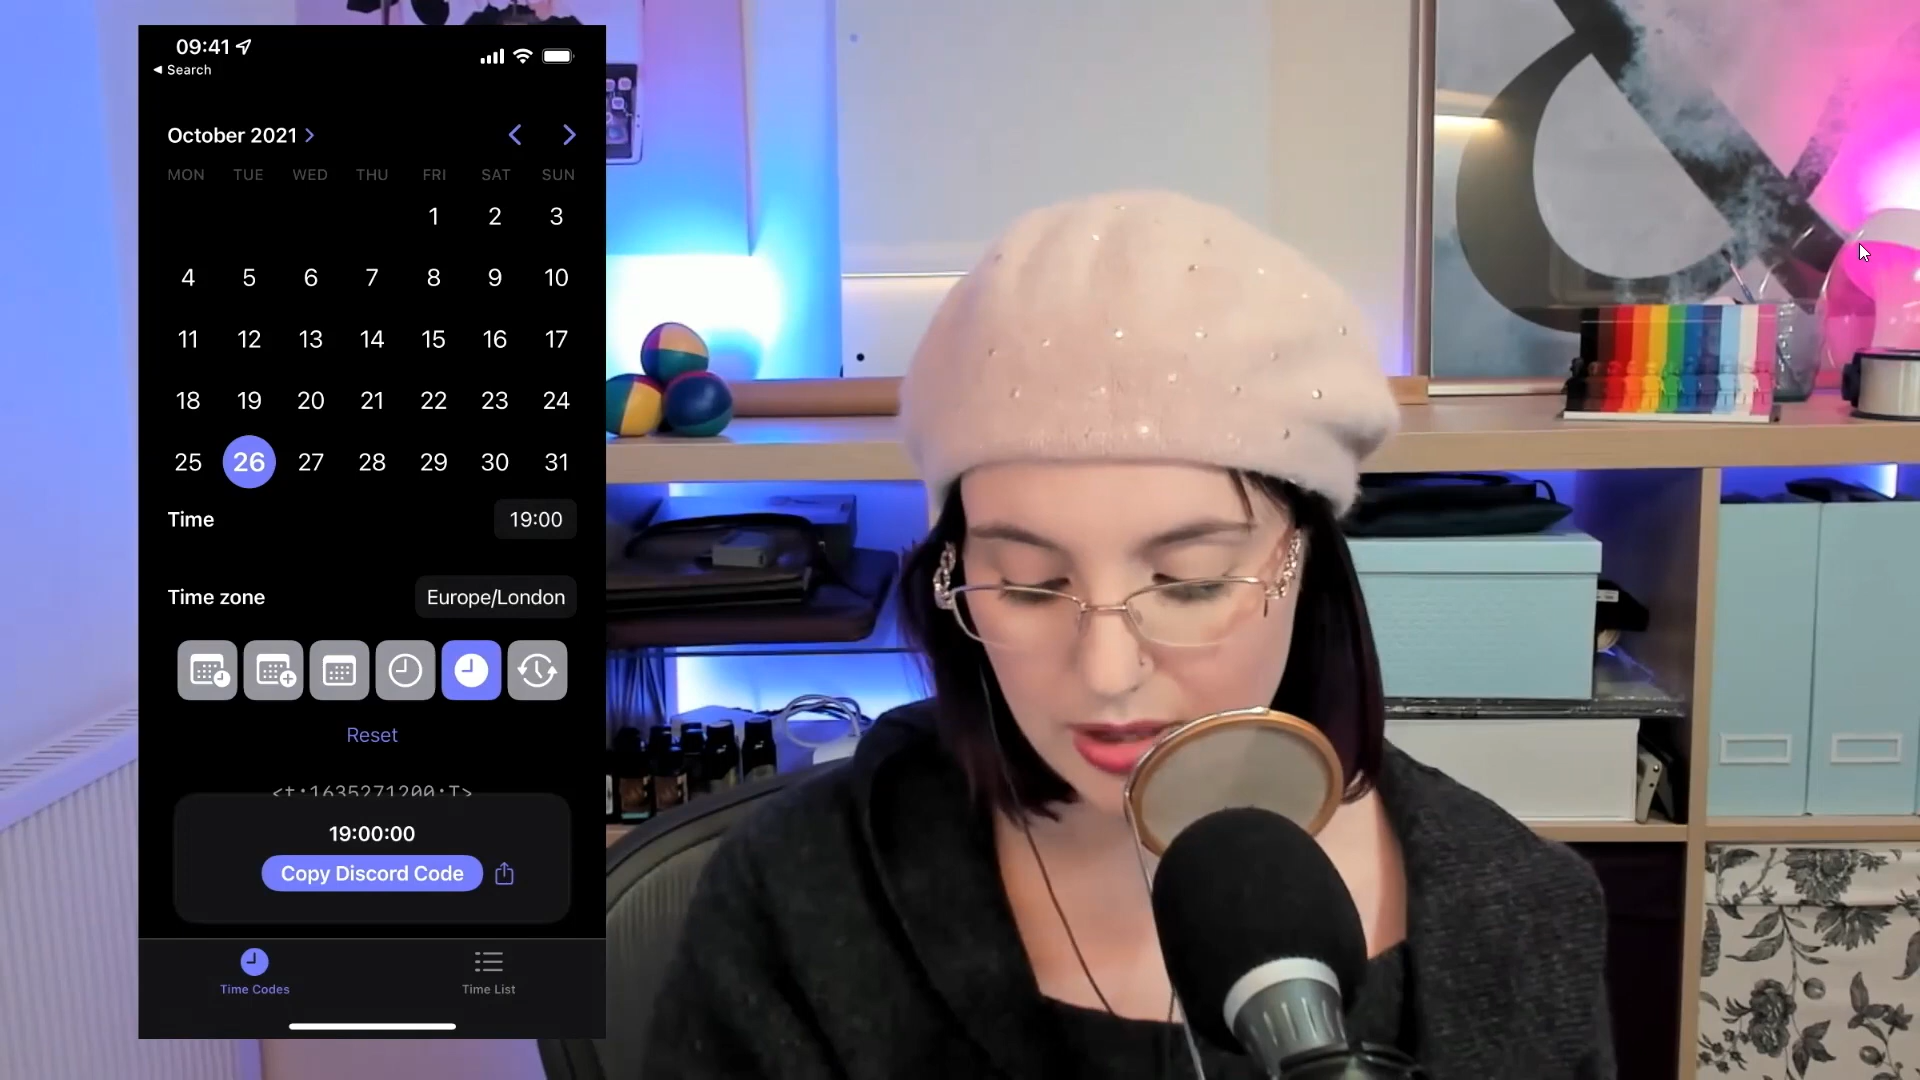 09:41
Search
October 2021
MON TUE WED THU FRI SAT SUN
1 2 3
4 5 6 7 8 9 10
11 12 13 14 15 16 17
18 19 20 21 22 23 24
25 26 27 28 29 30 31
Time 19:00
Time zone Europe/London
Reset
<t:1635271200:T>
19:00:00
Copy Discord Code
Time Codes Time List